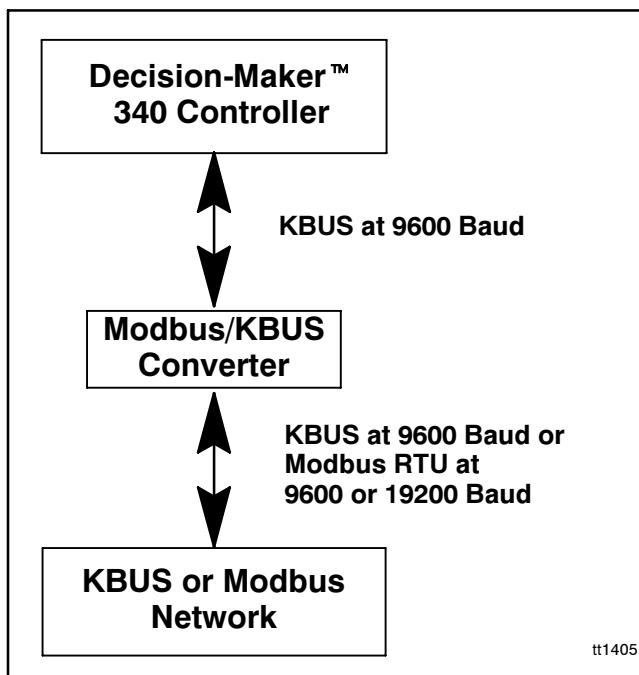 Decision-Maker™
340 Controller
KBUS at 9600 Baud
Modbus/KBUS
Converter
KBUS at 9600 Baud or
Modbus RTU at
9600 or 19200 Baud
KBUS or Modbus
Network
tt1405